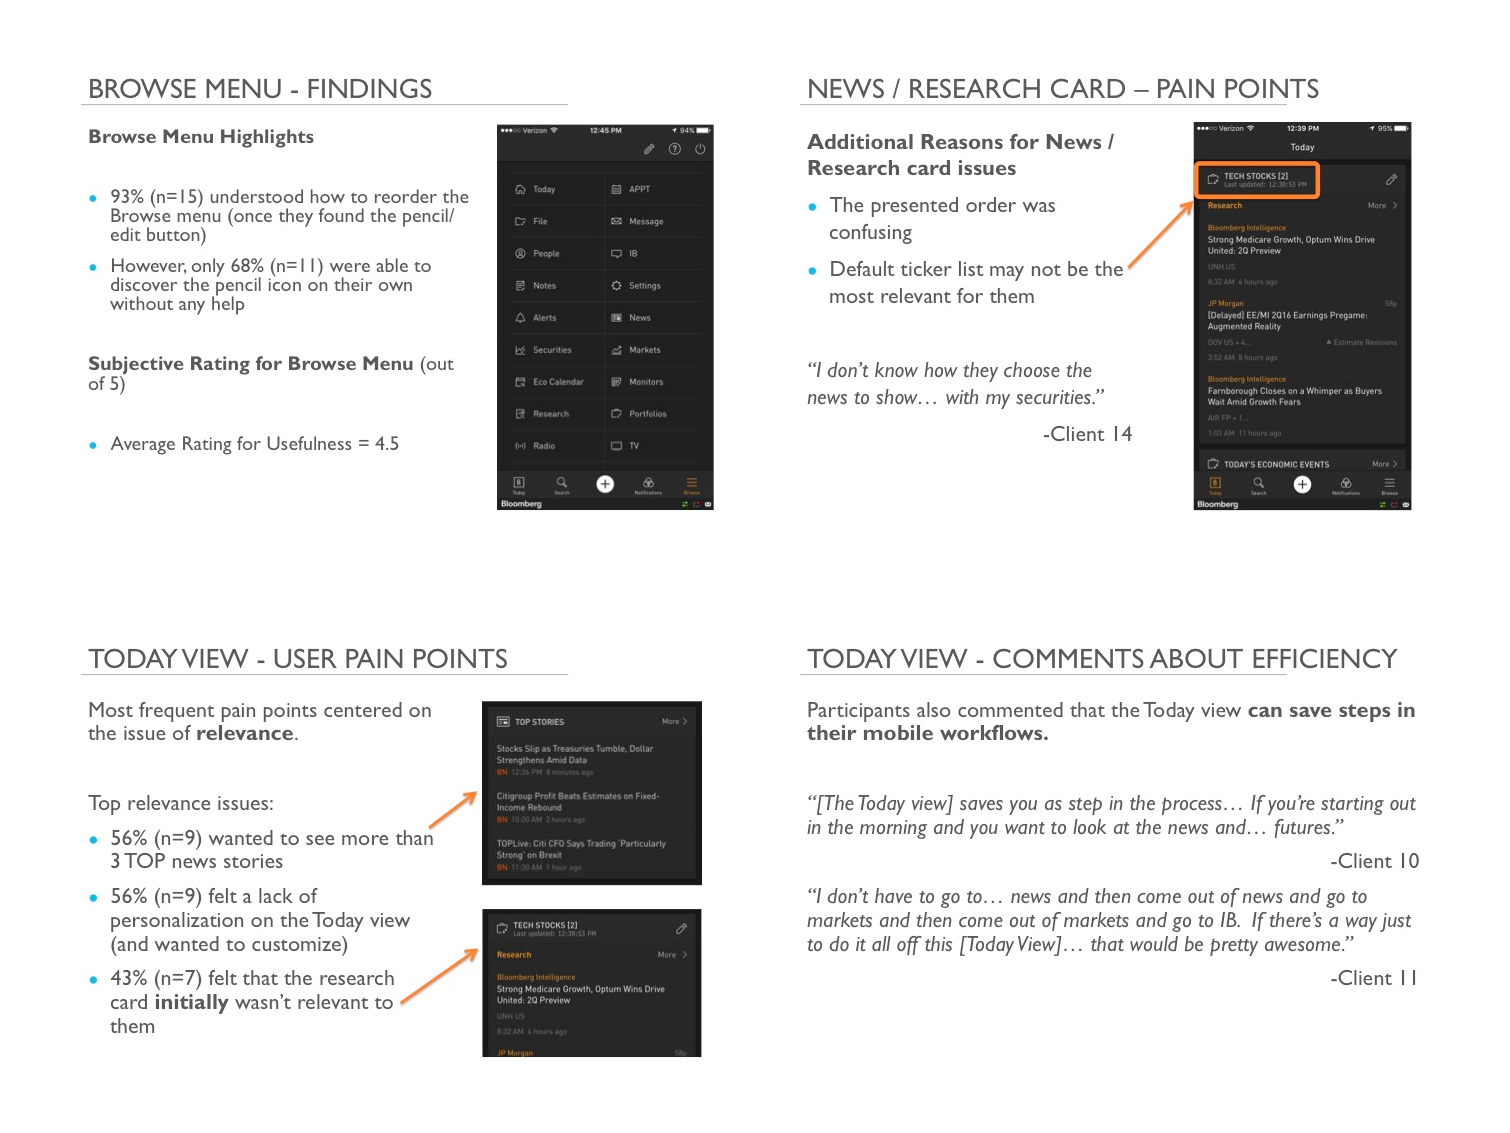 BROWSE MENU - FINDINGS
Browse Menu Highlights
• 93% (n=15) understood how to reorder the
Browse menu (once they found the pencil/
edit button)
• However, only 68% (n=11) were able to
discover the pencil icon on their own
without any help
Subjective Rating for Browse Menu (out
of 5)
• Average Rating for Usefulness = 4.5
Verizon 12:45 PM 94%
Today APPT
File Message
People IB
Notes Settings
Alerts News
Securities Markets
Eco Calendar Monitors
Research Portfolios
Radio TV
Today Search Notifications Browse
Bloomberg
NEWS / RESEARCH CARD – PAIN POINTS
Additional Reasons for News /
Research card issues
• The presented order was
confusing
• Default ticker list may not be the
most relevant for them
“I don’t know how they choose the
news to show… with my securities.”
-Client 14
Verizon 12:39 PM 95%
Today
TECH STOCKS [2]
Last updated: 12:38:53 PM
Research More >
Bloomberg Intelligence
Strong Medicare Growth, Optum Wins Drive
United: 2Q Preview
UNH US
8:32 AM 4 hours ago
JP Morgan 58p
[Delayed] EE/MI 2Q16 Earnings Pregame:
Augmented Reality
DOV US + 4... Estimate Revisions
3:52 AM 8 hours ago
Bloomberg Intelligence
Farnborough Closes on a Whimper as Buyers
Wait Amid Growth Fears
AIR FP + 1...
1:03 AM 11 hours ago
TODAY'S ECONOMIC EVENTS More >
Today Search Notifications Browse
Bloomberg
TODAY VIEW - USER PAIN POINTS
Most frequent pain points centered on
the issue of relevance.
Top relevance issues:
• 56% (n=9) wanted to see more than
3 TOP news stories
• 56% (n=9) felt a lack of
personalization on the Today view
(and wanted to customize)
• 43% (n=7) felt that the research
card initially wasn’t relevant to
them
TOP STORIES More >
Stocks Slip as Treasuries Tumble, Dollar
Strengthens Amid Data
BN 12:26 PM 8 minutes ago
Citigroup Profit Beats Estimates on Fixed-
Income Rebound
BN 10:00 AM 2 hours ago
TOPLive: Citi CFO Says Trading 'Particularly
Strong' on Brexit
BN 11:30 AM 1 hour ago
TECH STOCKS [2]
Last updated: 12:38:53 PM
Research More >
Bloomberg Intelligence
Strong Medicare Growth, Optum Wins Drive
United: 2Q Preview
UNH US
8:32 AM 4 hours ago
JP Morgan 58p
TODAY VIEW - COMMENTS ABOUT EFFICIENCY
Participants also commented that the Today view can save steps in
their mobile workflows.
“[The Today view] saves you as step in the process… If you’re starting out
in the morning and you want to look at the news and… futures.”
-Client 10
“I don’t have to go to… news and then come out of news and go to
markets and then come out of markets and go to IB. If there’s a way just
to do it all off this [Today View]… that would be pretty awesome.”
-Client 11